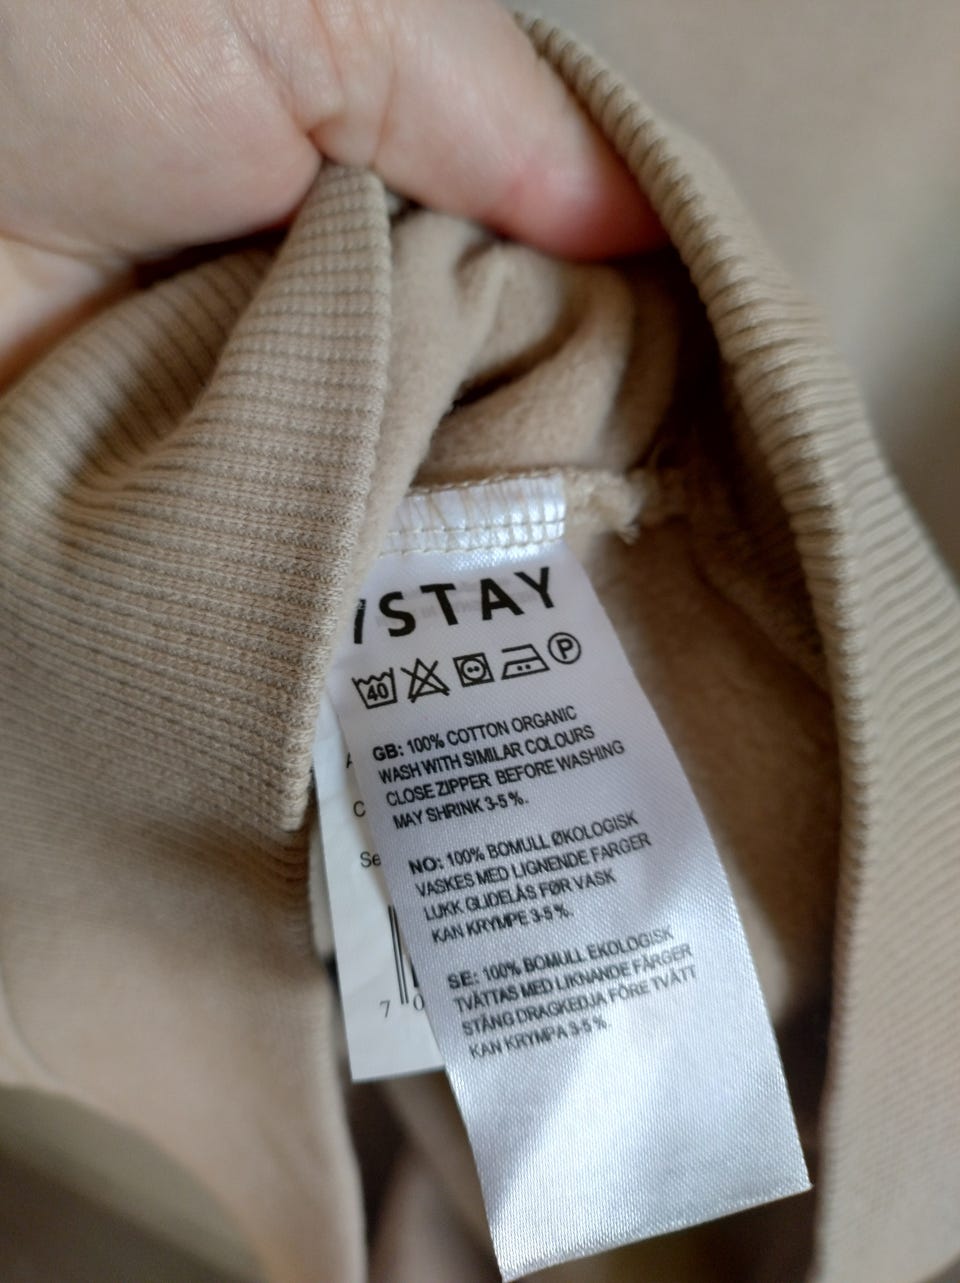 STAY
40
P
GB: 100% COTTON ORGANIC
WASH WITH SIMILAR COLOURS
CLOSE ZIPPER BEFORE WASHING
MAY SHRINK 3-5 %.
NO: 100% BOMULL ØKOLOGISK
VASKES MED LIGNENDE FARGER
LUKK GLIDELÅS FØR VASK
KAN KRYMPE 3-5 %.
SE: 100% BOMULL EKOLOGISK
TVÄTTAS MED LIKNANDE FÄRGER
STÄNG DRAGKEDJA FÖRE TVÄTT
KAN KRYMPA 3-5 %.
7